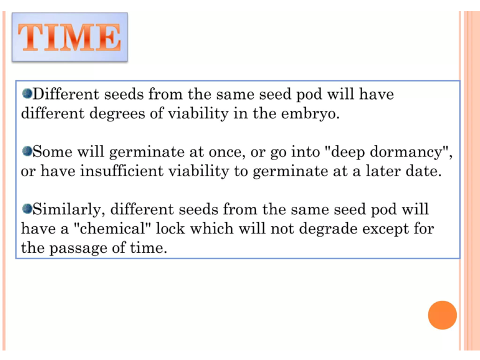 TIME
Different seeds from the same seed pod will have
different degrees of viability in the embryo.
Some will germinate at once, or go into "deep dormancy",
or have insufficient viability to germinate at a later date.
Similarly, different seeds from the same seed pod will
have a "chemical" lock which will not degrade except for
the passage of time.